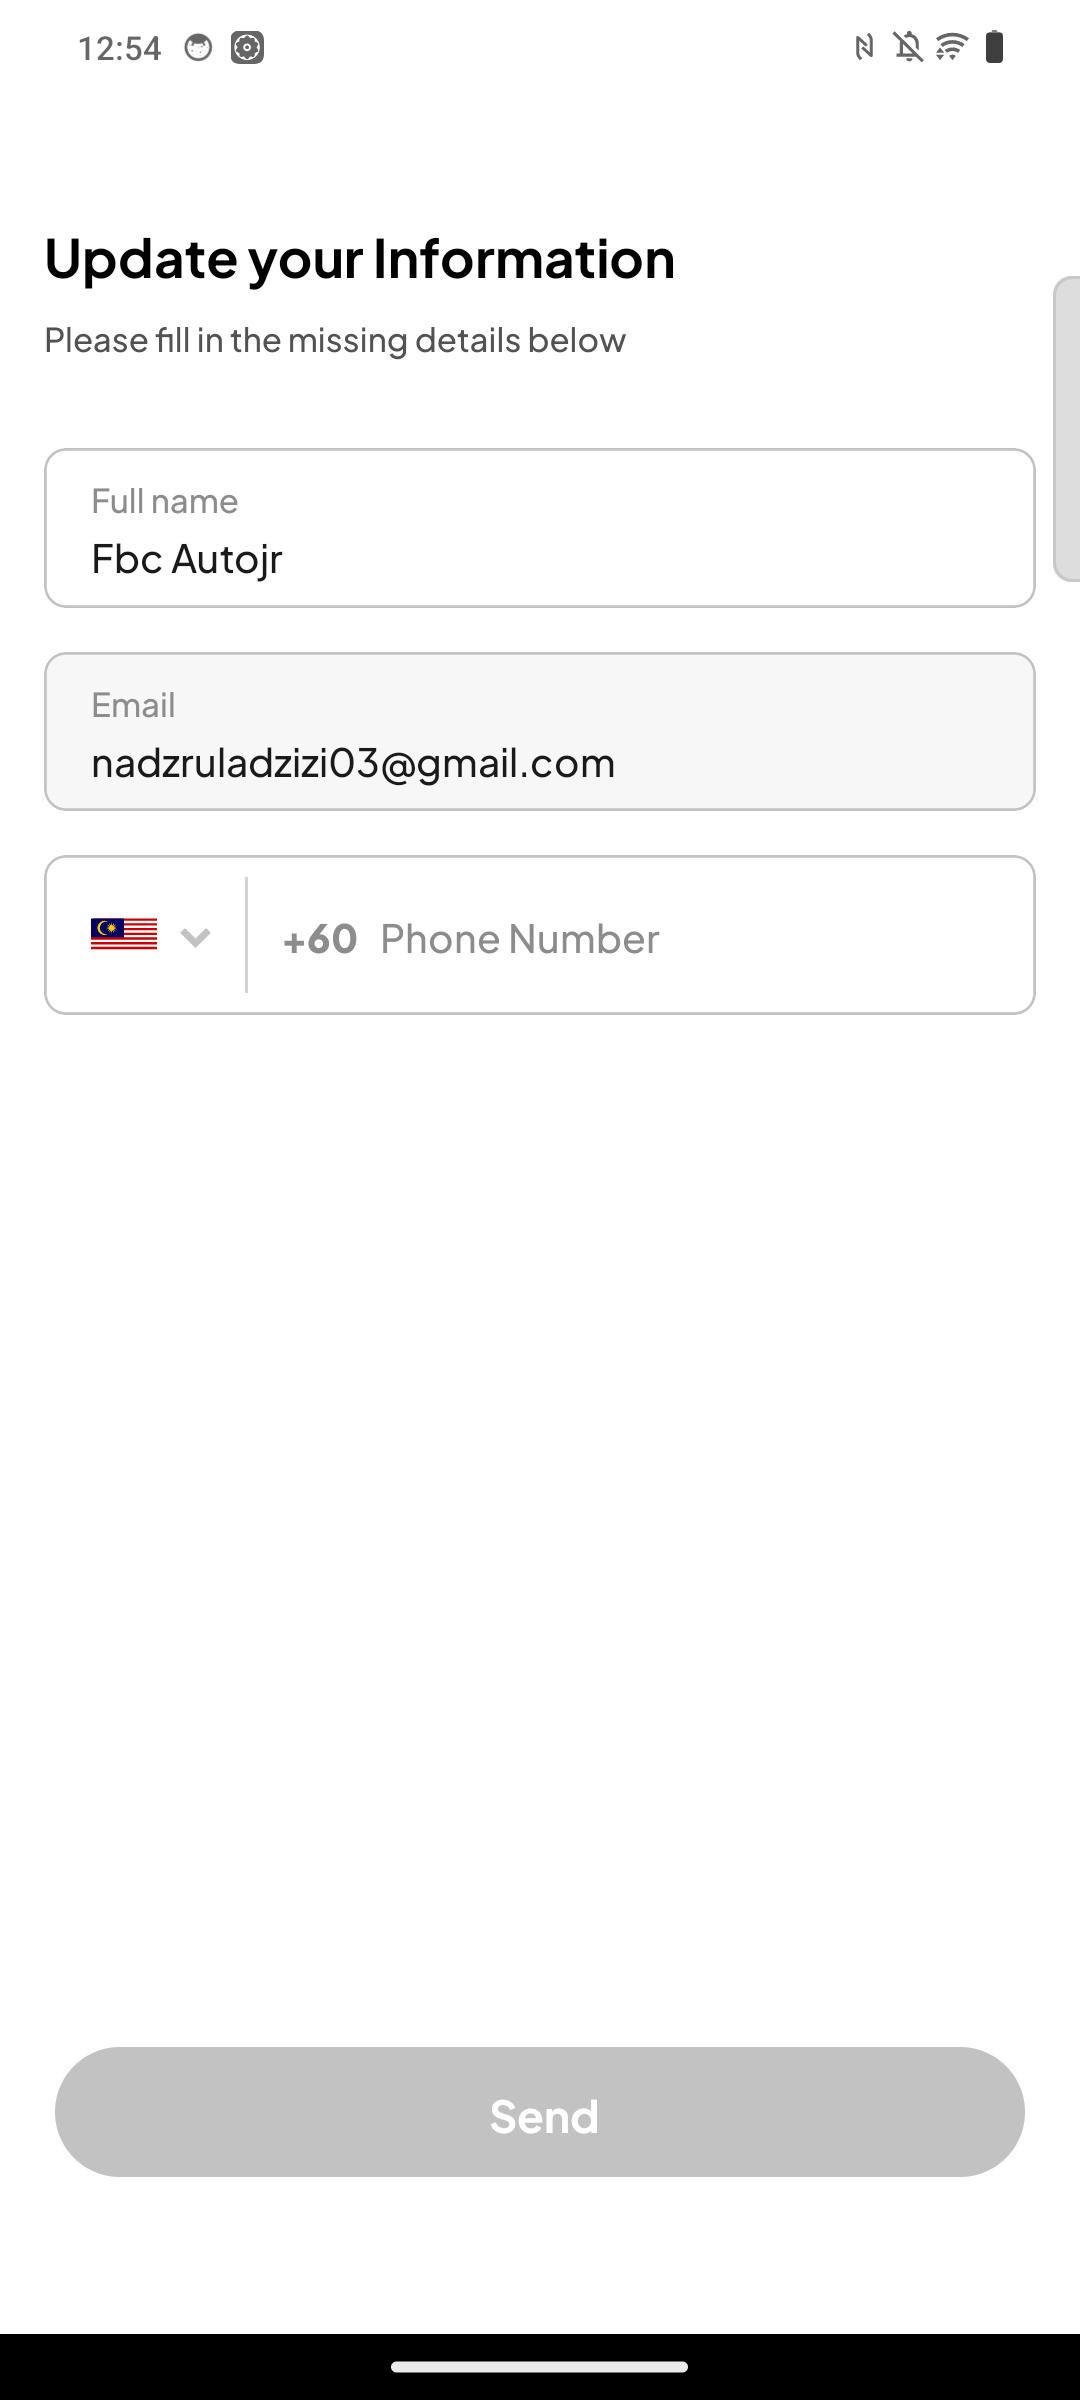 12:54
Update your Information
Please fill in the missing details below
Full name
Fbc Autojr
Email
nadzruladzizi03@gmail.com
+60 Phone Number
Send